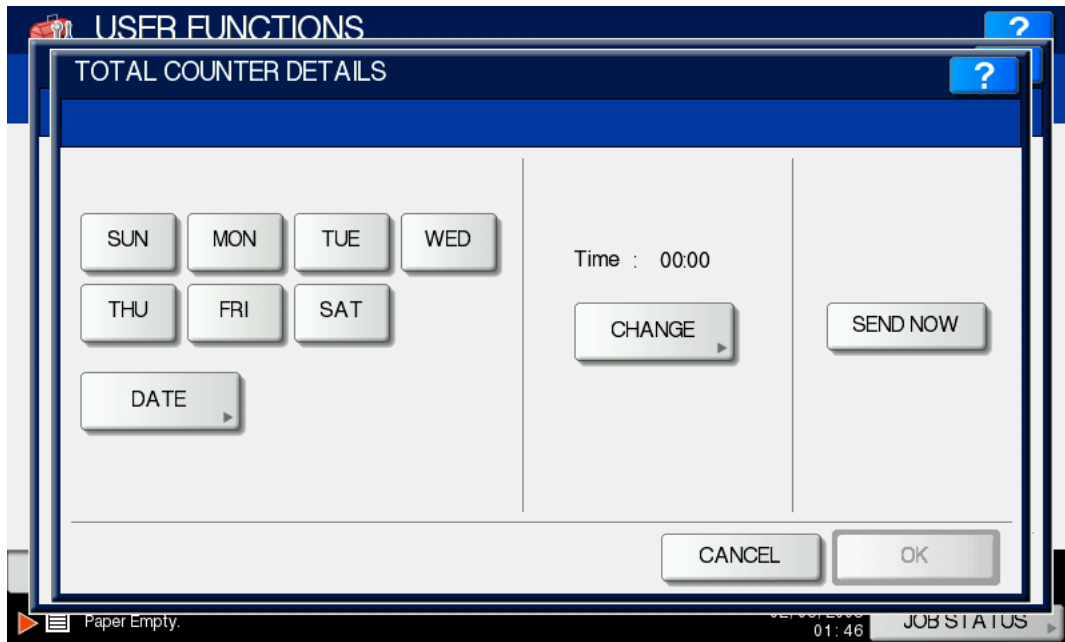 USER FUNCTIONS
?
TOTAL COUNTER DETAILS
?
SUN MON TUE WED
THU FRI SAT
DATE
Time : 00:00
CHANGE
SEND NOW
CANCEL OK
Paper Empty.
01:46
JOB STATUS